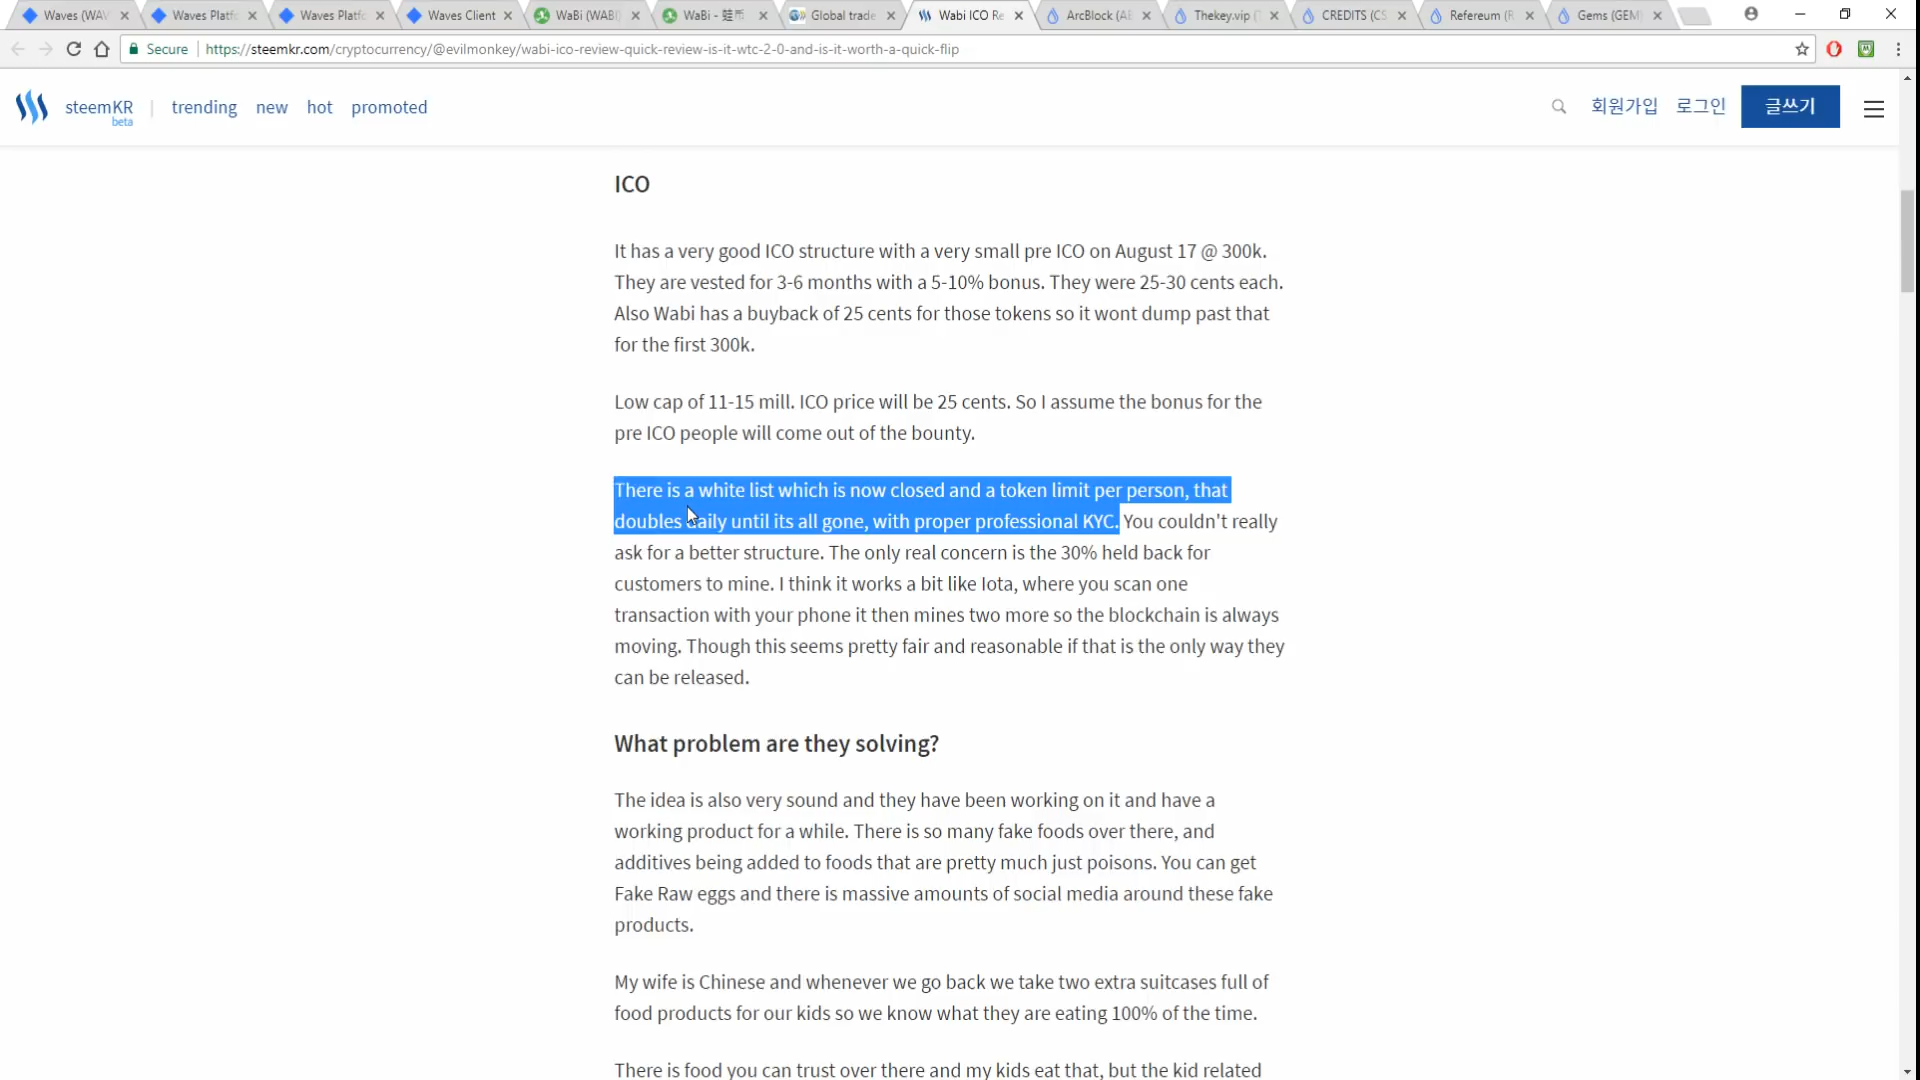 Waves (WAV
Waves Platf
Waves Platf
Waves Client
WaBi (WABI
WaBi - 
Global trade
Wabi ICO Re
ArcBlock (AB
Thekey.vip (
CREDITS (CS
Refereum (R
Gems (GEM
Secure
https://steemkr.com/cryptocurrency/@evilmonkey/wabi-ico-review-quick-review-is-it-wtc-2-0-and-is-it-worth-a-quick-flip
steemKR
beta
trending
new
hot
promoted
회원가입
로그인
글쓰기
ICO
It has a very good ICO structure with a very small pre ICO on August 17 @ 300k.
They are vested for 3-6 months with a 5-10% bonus. They were 25-30 cents each.
Also Wabi has a buyback of 25 cents for those tokens so it wont dump past that
for the first 300k.
Low cap of 11-15 mill. ICO price will be 25 cents. So I assume the bonus for the
pre ICO people will come out of the bounty.
There is a white list which is now closed and a token limit per person, that
doubles daily until its all gone, with proper professional KYC. You couldn't really
ask for a better structure. The only real concern is the 30% held back for
customers to mine. I think it works a bit like Iota, where you scan one
transaction with your phone it then mines two more so the blockchain is always
moving. Though this seems pretty fair and reasonable if that is the only way they
can be released.
What problem are they solving?
The idea is also very sound and they have been working on it and have a
working product for a while. There is so many fake foods over there, and
additives being added to foods that are pretty much just poisons. You can get
Fake Raw eggs and there is massive amounts of social media around these fake
products.
My wife is Chinese and whenever we go back we take two extra suitcases full of
food products for our kids so we know what they are eating 100% of the time.
There is food you can trust over there and my kids eat that, but the kid related